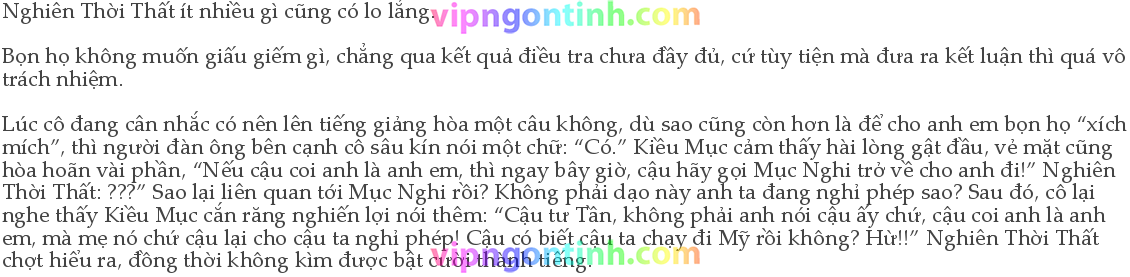 Nghiên Thời Thất ít nhiều gì cũng có lo lắng.
vipngontinh.com
Bọn họ không muốn giấu giếm gì, chẳng qua kết quả điều tra chưa đầy đủ, cứ tùy tiện mà đưa ra kết luận thì quá vô
trách nhiệm.
Lúc cô đang cân nhắc có nên lên tiếng giảng hòa một câu không, dù sao cũng còn hơn là để cho anh em bọn họ “xích
mích”, thì người đàn ông bên cạnh cô sâu kín nói một chữ: “Có.” Kiều Mục cảm thấy hài lòng gật đầu, vẻ mặt cũng
hòa hoãn vài phần, “Nếu cậu coi anh là anh em, thì ngay bây giờ, cậu hãy gọi Mục Nghi trở về cho anh đi!” Nghiên
Thời Thất: ???” Sao lại liên quan tới Mục Nghi rồi? Không phải dạo này anh ta đang nghỉ phép sao? Sau đó, cô lại
nghe thấy Kiều Mục cắn răng nghiến lợi nói thêm: “Cậu tư Tần, không phải anh nói cậu ấy chứ, cậu coi anh là anh
em, mà mẹ nó chứ cậu lại cho cậu ta nghỉ phép! Cậu có biết cậu ta chạy đi Mỹ rồi không? Hừ!!” Nghiên Thời Thất
chợt hiểu ra, đồng thời không kìm được bật cười thành tiếng.
vipngontinh.com